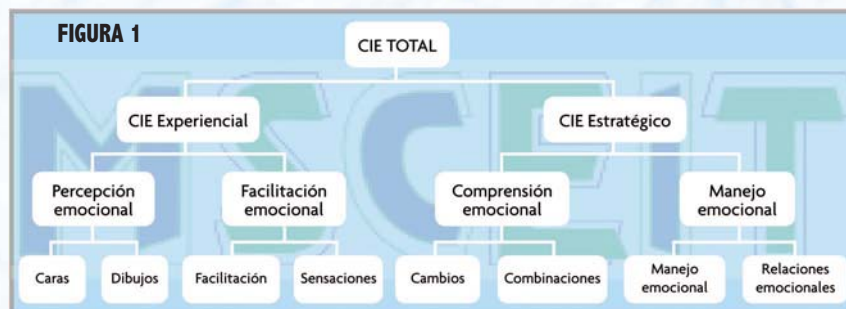 FIGURA 1
MSCEIT
CIE TOTAL
CIE Experiencial
CIE Estratégico
Percepción
emocional
Facilitación
emocional
Comprensión
emocional
Manejo
emocional
Caras
Dibujos
Facilitación
Sensaciones
Cambios
Combinaciones
Manejo
emocional
Relaciones
emocionales